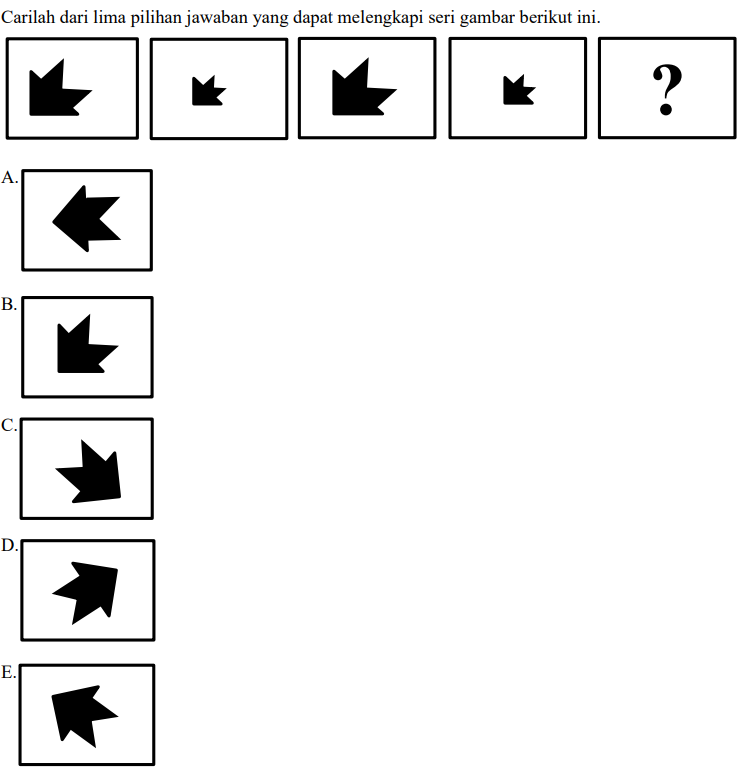 Carilah dari lima pilihan jawaban yang dapat melengkapi seri gambar berikut ini.
?
A.
B.
C.
D.
E.